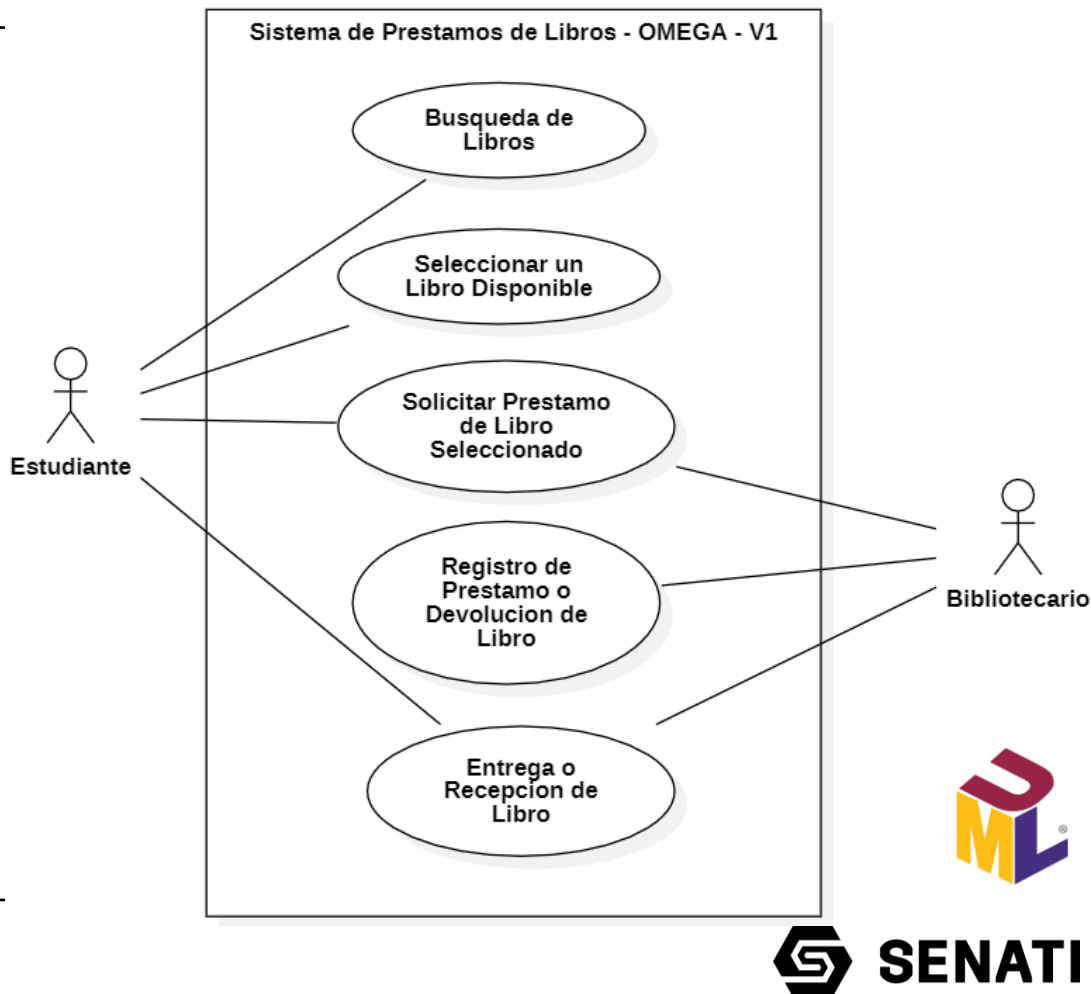 Sistema de Prestamos de Libros - OMEGA - V1
Busqueda de
Libros
Seleccionar un
Libro Disponible
Solicitar Prestamo
de Libro
Seleccionado
Estudiante
Registro de
Prestamo o
Devolucion de
Libro
Bibliotecario
Entrega o
Recepcion de
Libro
UML ®
SENATI